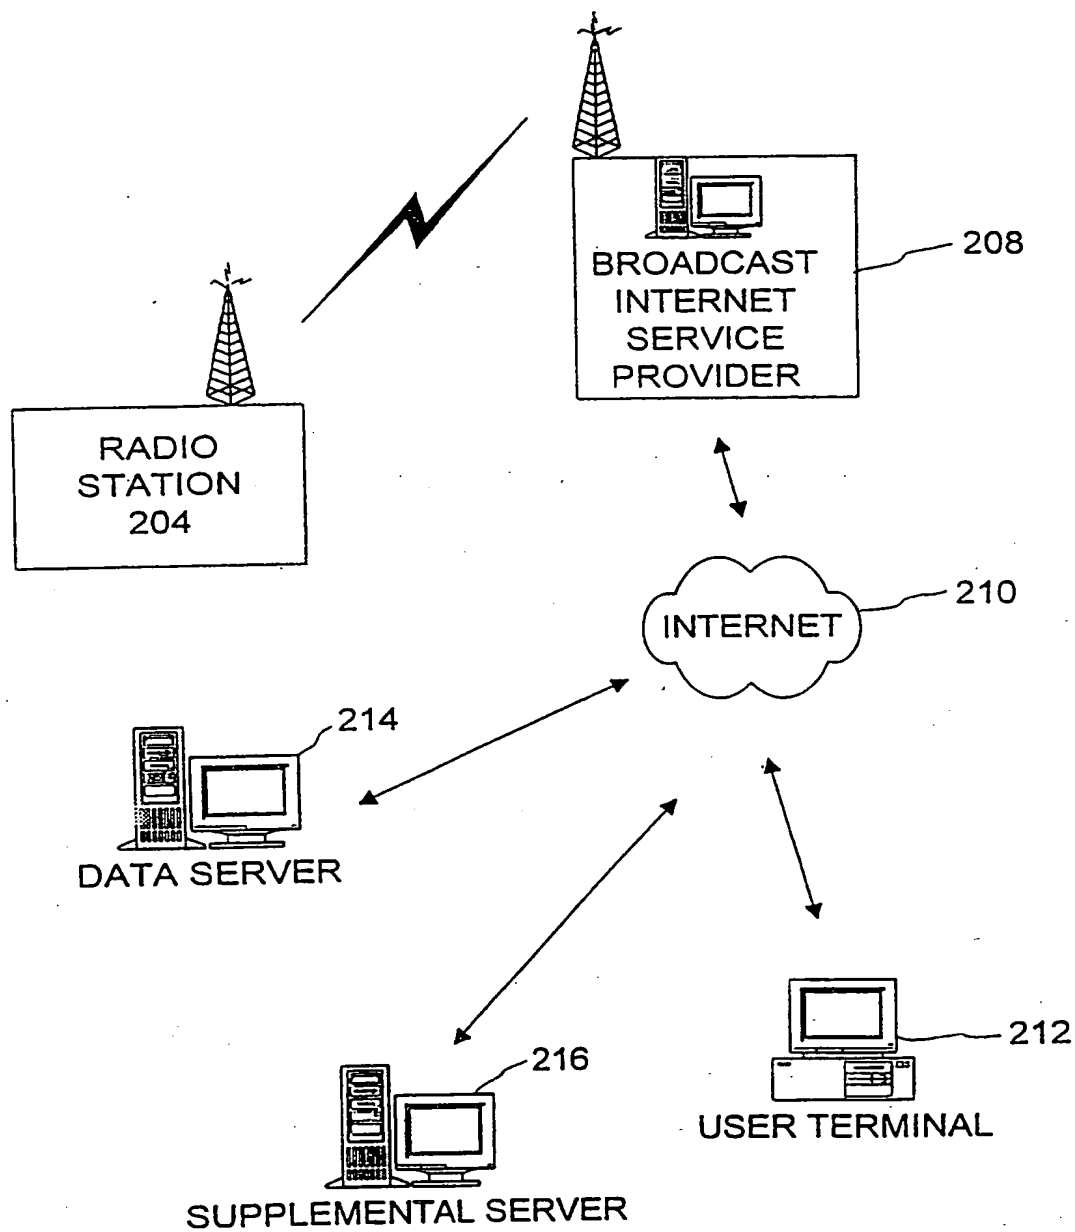 208
BROADCAST
INTERNET
SERVICE
PROVIDER
RADIO
STATION
204
INTERNET
210
214
DATA SERVER
212
USER TERMINAL
216
SUPPLEMENTAL SERVER